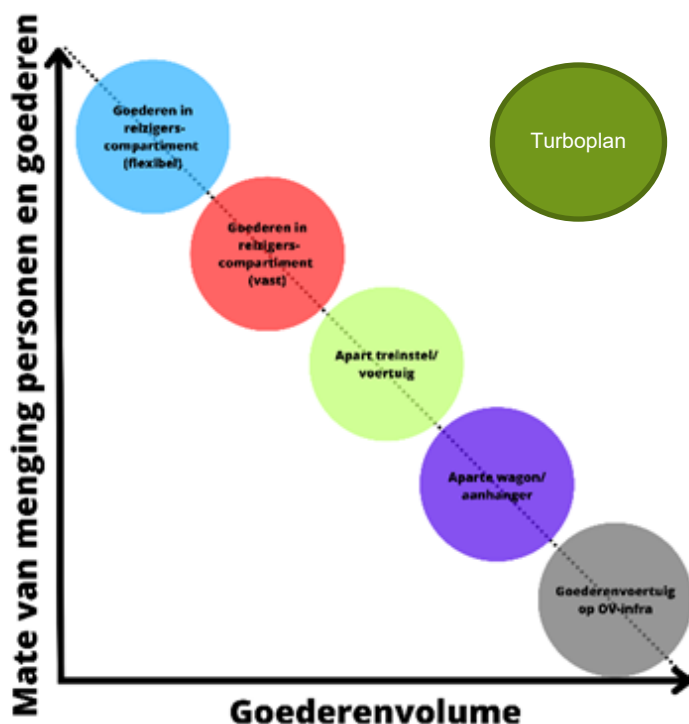 Mate van menging personen en goederen
Goederen in
reizigers-
compartiment
(flexibel)
Turboplan
Goederen in
reizigers-
compartiment
(vast)
Apart treinstel/
voertuig
Aparte wagon/
aanhanger
Goederenvoertuig
op OV-infra
Goederenvolume